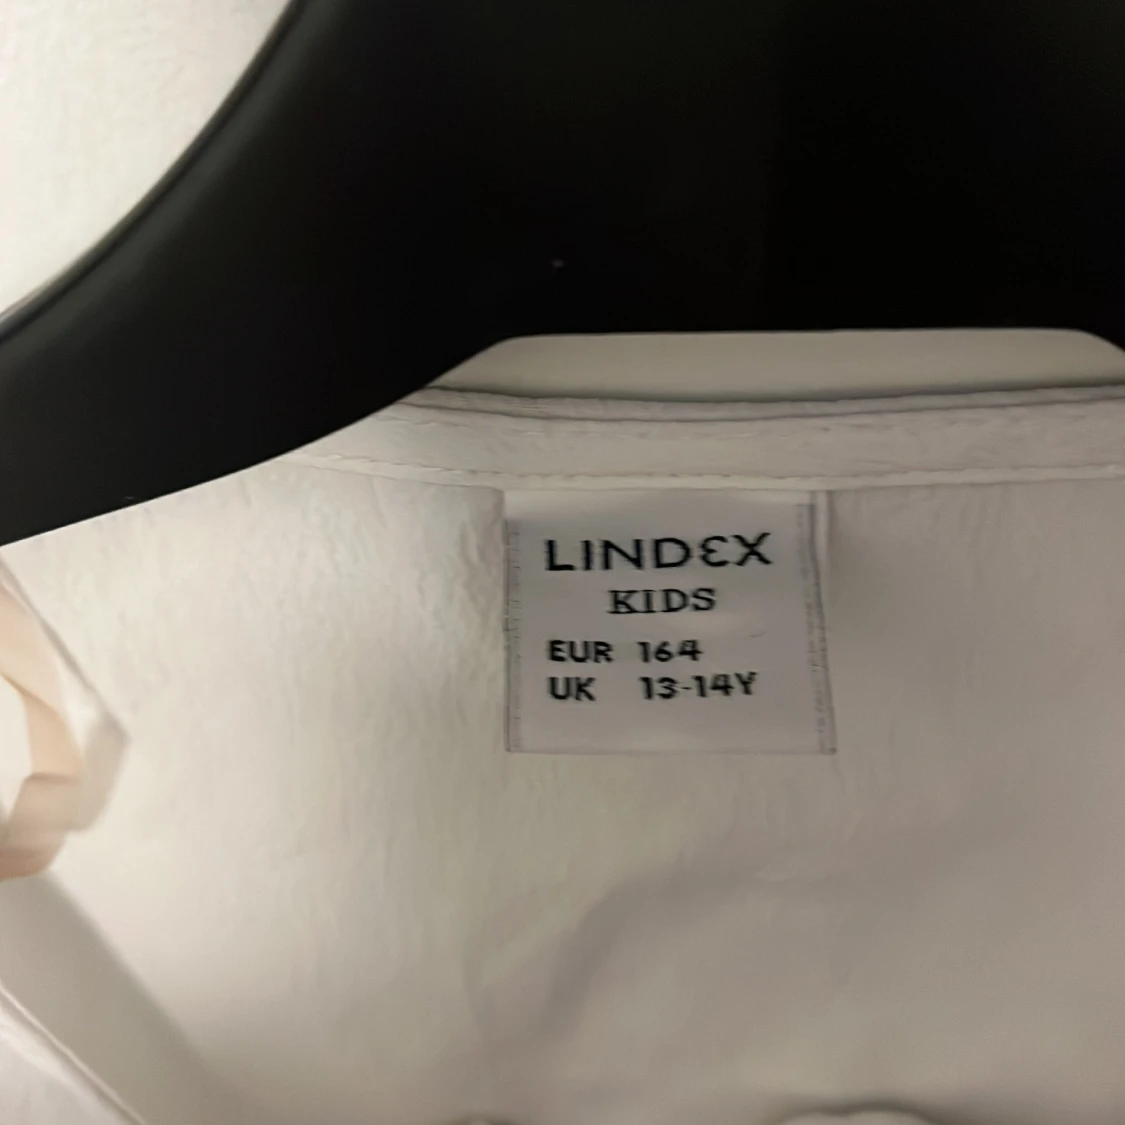 LINDEX
KIDS
EUR 164
UK 13-14Y